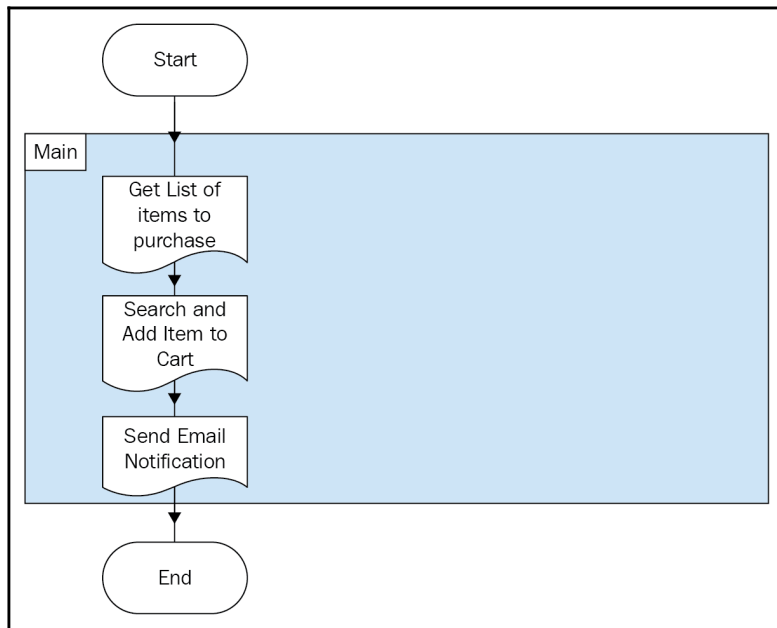 Start
Main
Get List of
items to
purchase
Search and
Add Item to
Cart
Send Email
Notification
End